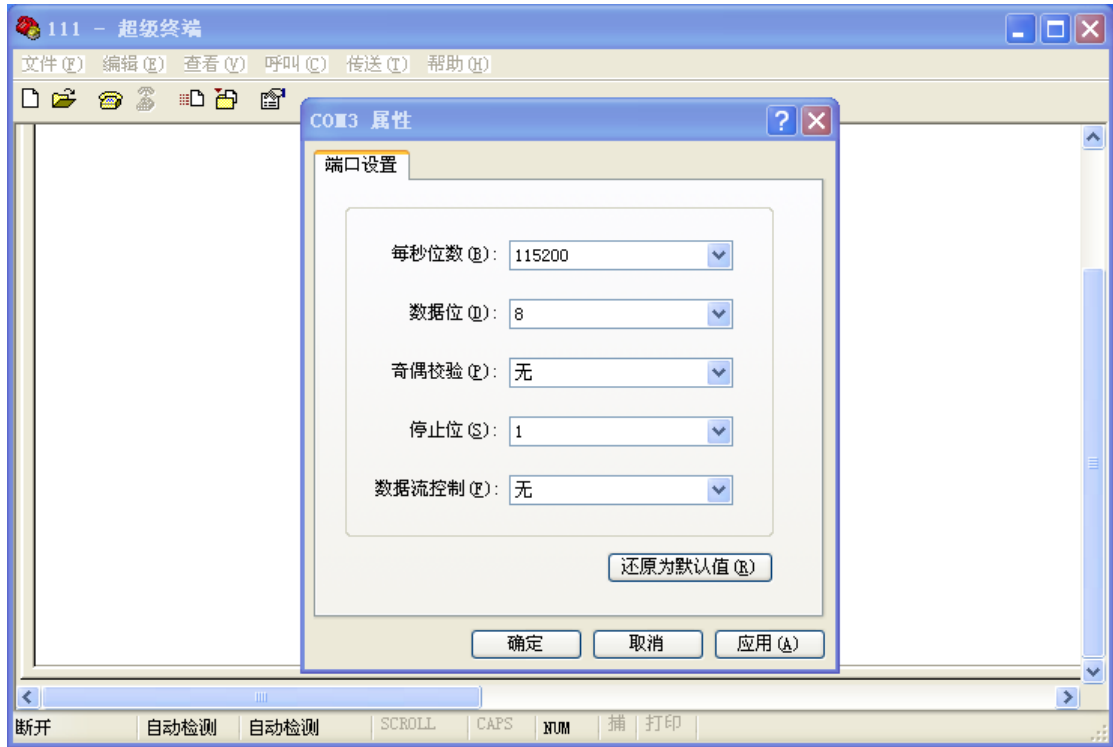 111 - 超级终端
文件(F) 编辑(E) 查看(V) 呼叫(C) 传送(T) 帮助(H)
COM3 属性
端口设置
每秒位数(B): 115200
数据位(D): 8
奇偶校验(P): 无
停止位(S): 1
数据流控制(F): 无
还原为默认值(R)
确定 取消 应用(A)
断开 自动检测 自动检测 SCROLL CAPS NUM 捕 打印